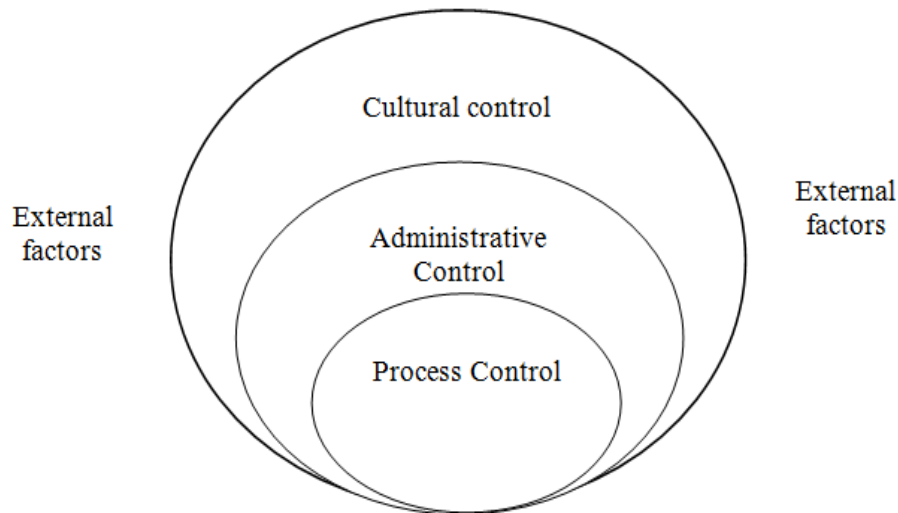 Cultural control
External
factors
External
factors
Administrative
Control
Process Control